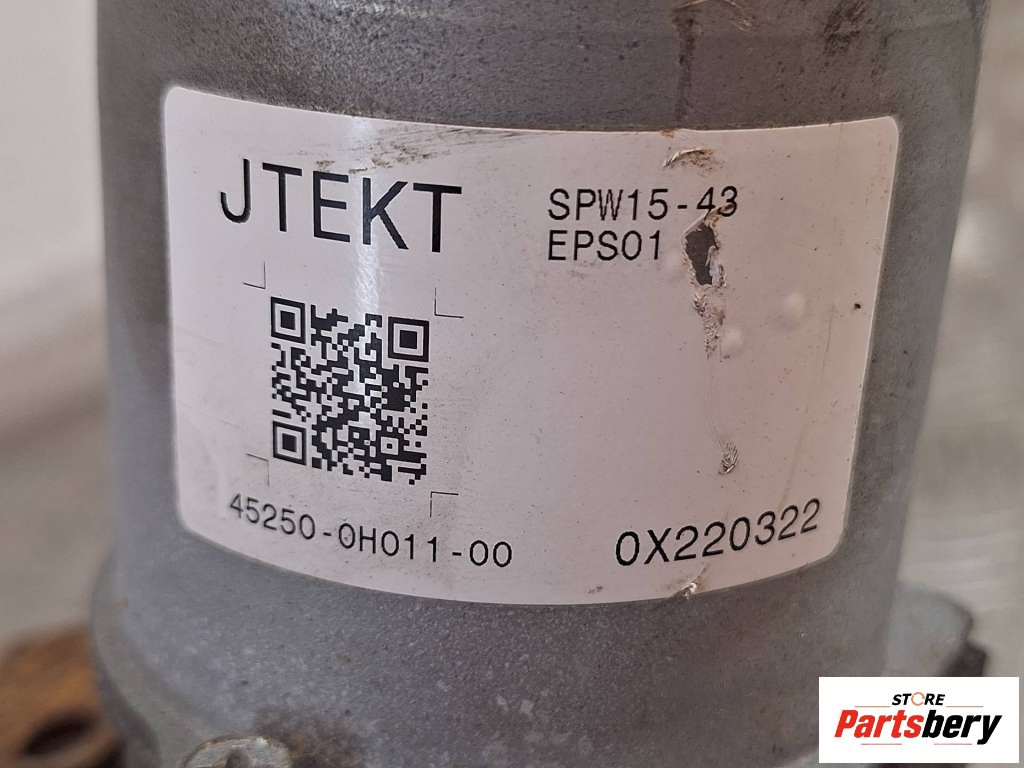 JTEKT
SPW15-43
EPS01
45250-0H011-00
0X220322
STORE
Partsbery